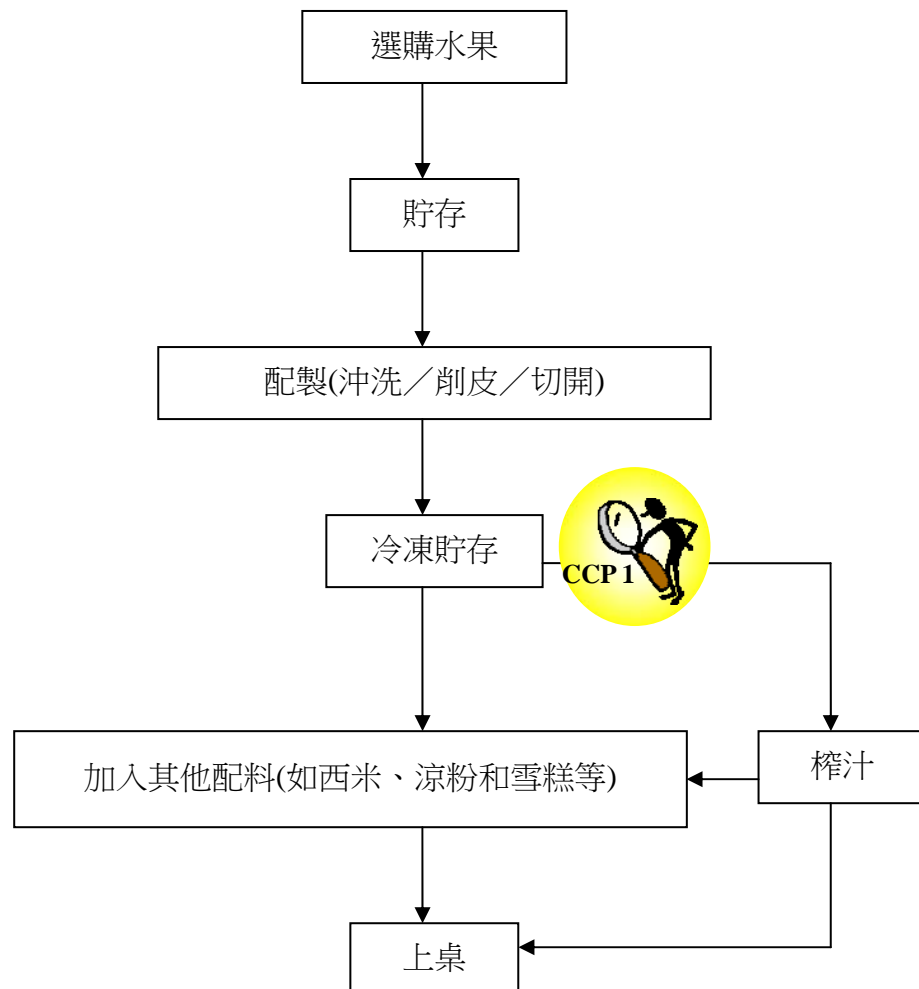 選購水果
貯存
配製(沖洗／削皮／切開)
冷凍貯存
CCP 1
加入其他配料(如西米、涼粉和雪糕等)
榨汁
上桌